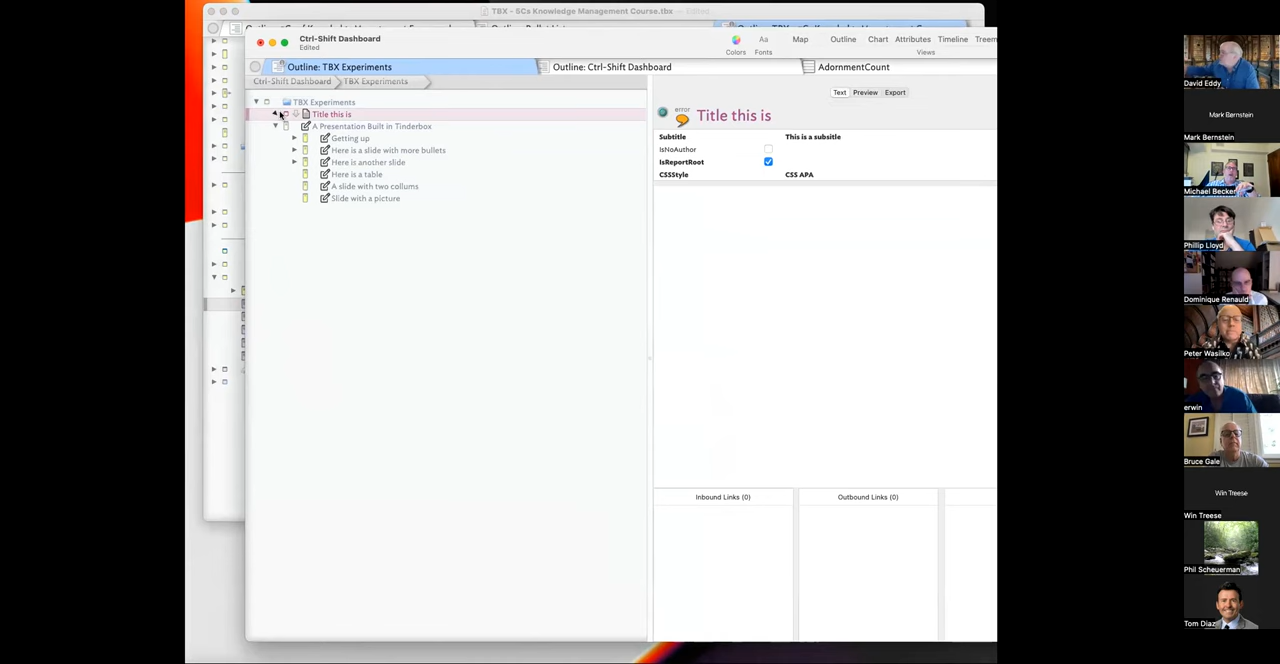 TBX - 5Cs Knowledge Management Course.tbx — Edited
Ctrl-Shift Dashboard
Edited
Colors
Fonts
Map
Outline
Chart
Attributes
Timeline
Treem
Views
Outline: TBX Experiments
Outline: Ctrl-Shift Dashboard
AdornmentCount
Ctrl-Shift Dashboard
TBX Experiments
TBX Experiments
Title this is
A Presentation Built in Tinderbox
Getting up
Here is a slide with more bullets
Here is another slide
Here is a table
A slide with two collums
Slide with a picture
Text
Preview
Export
error
Title this is
Subtitle This is a subsitle
IsNoAuthor
IsReportRoot
CSSStyle CSS APA
Inbound Links (0)
Outbound Links (0)
David Eddy
Mark Bernstein
Mark Bernstein
Michael Becker
Phillip Lloyd
Dominique Renauld
Peter Wasilko
erwin
Bruce Gale
Win Treese
Win Treese
Phil Scheuerman
Tom Diaz